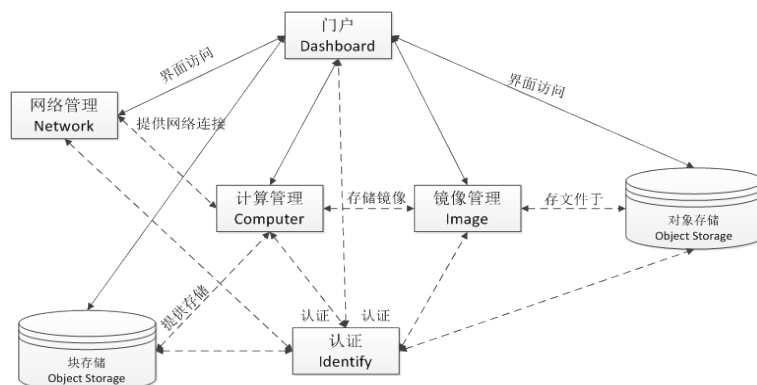 门户
Dashboard
界面访问
界面访问
网络管理
Network
提供网络连接
计算管理
Computer
存储镜像
镜像管理
Image
存文件于
对象存储
Object Storage
提供存储
认证
认证
块存储
Object Storage
认证
Identify